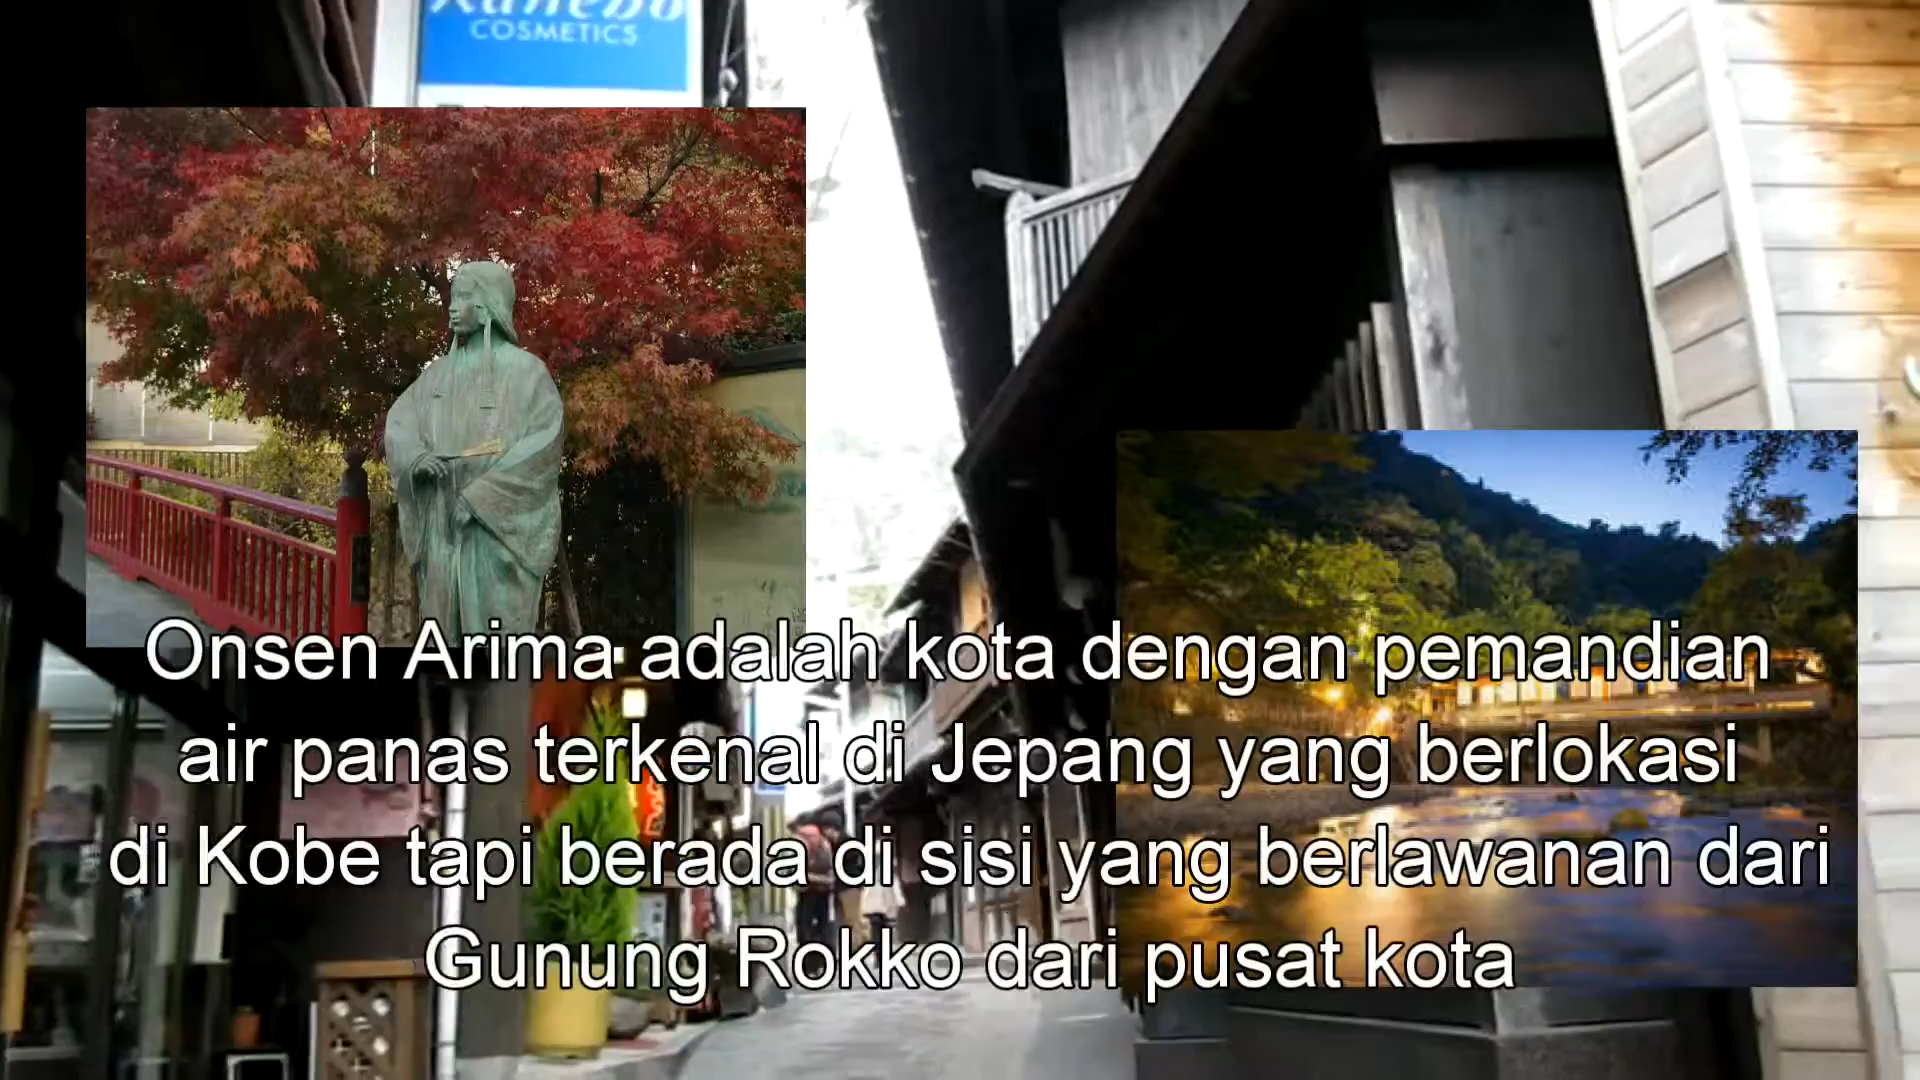 Kanebo
COSMETICS
Onsen Arima adalah kota dengan pemandian
air panas terkenal di Jepang yang berlokasi
di Kobe tapi berada di sisi yang berlawanan dari
Gunung Rokko dari pusat kota